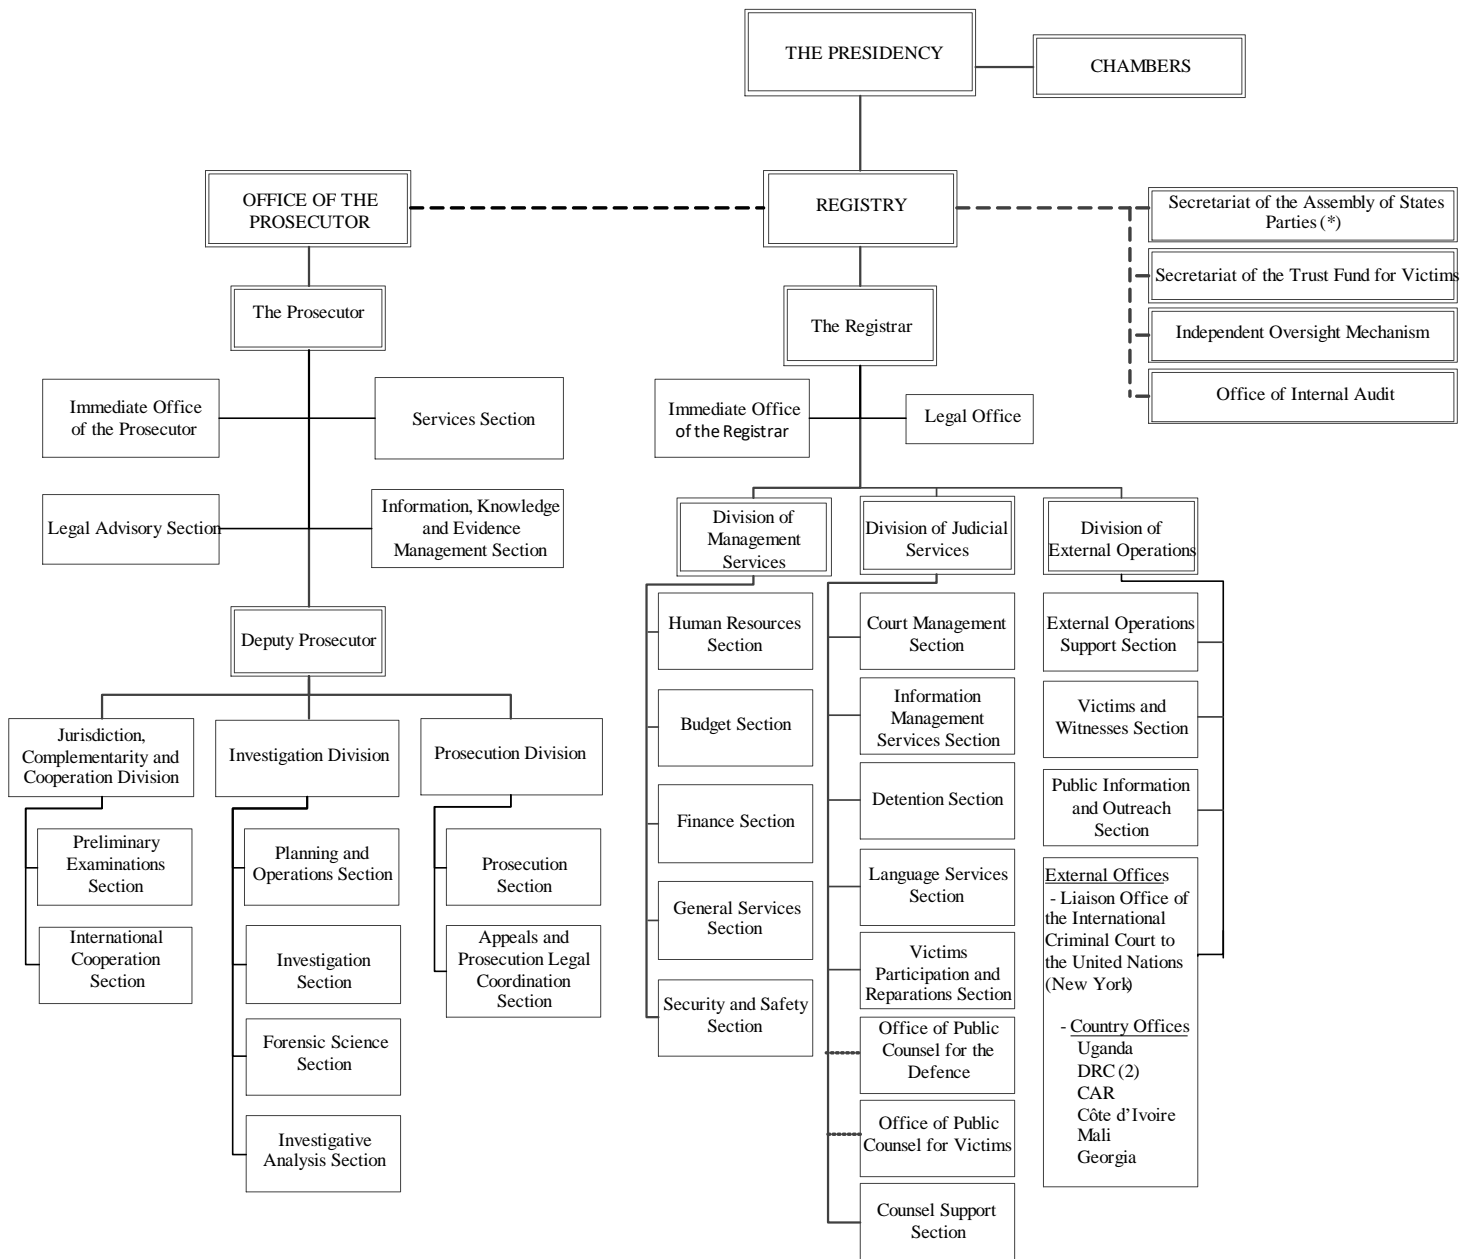 THE PRESIDENCY
CHAMBERS
OFFICE OF THE
PROSECUTOR
REGISTRY
Secretariat of the Assembly of States
Parties (*)
Secretariat of the Trust Fund for Victims
Independent Oversight Mechanism
Office of Internal Audit
The Prosecutor
The Registrar
Immediate Office
of the Prosecutor
Services Section
Legal Advisory Section
Information, Knowledge
and Evidence
Management Section
Immediate Office
of the Registrar
Legal Office
Deputy Prosecutor
Jurisdiction,
Complementarity and
Cooperation Division
Investigation Division
Prosecution Division
Preliminary
Examinations
Section
International
Cooperation
Section
Planning and
Operations Section
Investigation
Section
Forensic Science
Section
Investigative
Analysis Section
Prosecution
Section
Appeals and
Prosecution Legal
Coordination
Section
Division of
Management
Services
Division of Judicial
Services
Division of
External Operations
Human Resources
Section
Budget Section
Finance Section
General Services
Section
Security and Safety
Section
Court Management
Section
Information
Management
Services Section
Detention Section
Language Services
Section
Victims
Participation and
Reparations Section
Office of Public
Counsel for the
Defence
Office of Public
Counsel for Victims
Counsel Support
Section
External Operations
Support Section
Victims and
Witnesses Section
Public Information
and Outreach
Section
External Offices
- Liaison Office of
the International
Criminal Court to
the United Nations
(New York)
- Country Offices
Uganda
DRC (2)
CAR
Côte d’Ivoire
Mali
Georgia